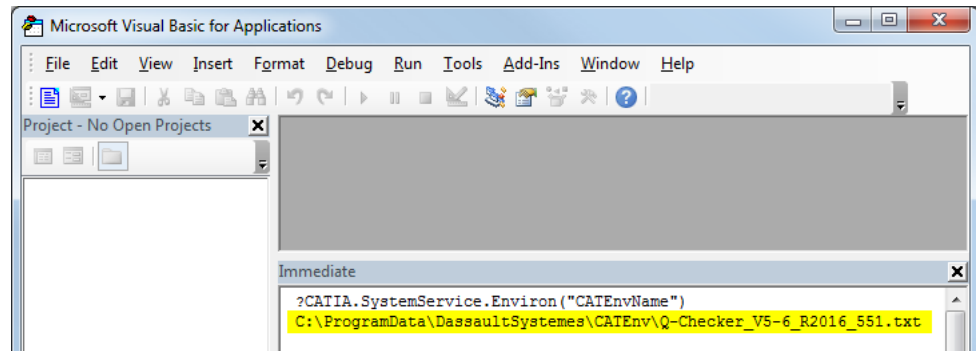 Microsoft Visual Basic for Applications
File Edit View Insert Format Debug Run Tools Add-Ins Window Help
Project - No Open Projects
Immediate
?CATIA.SystemService.Environ("CATEnvName")
C:\ProgramData\DassaultSystemes\CATEnv\Q-Checker_V5-6_R2016_551.txt